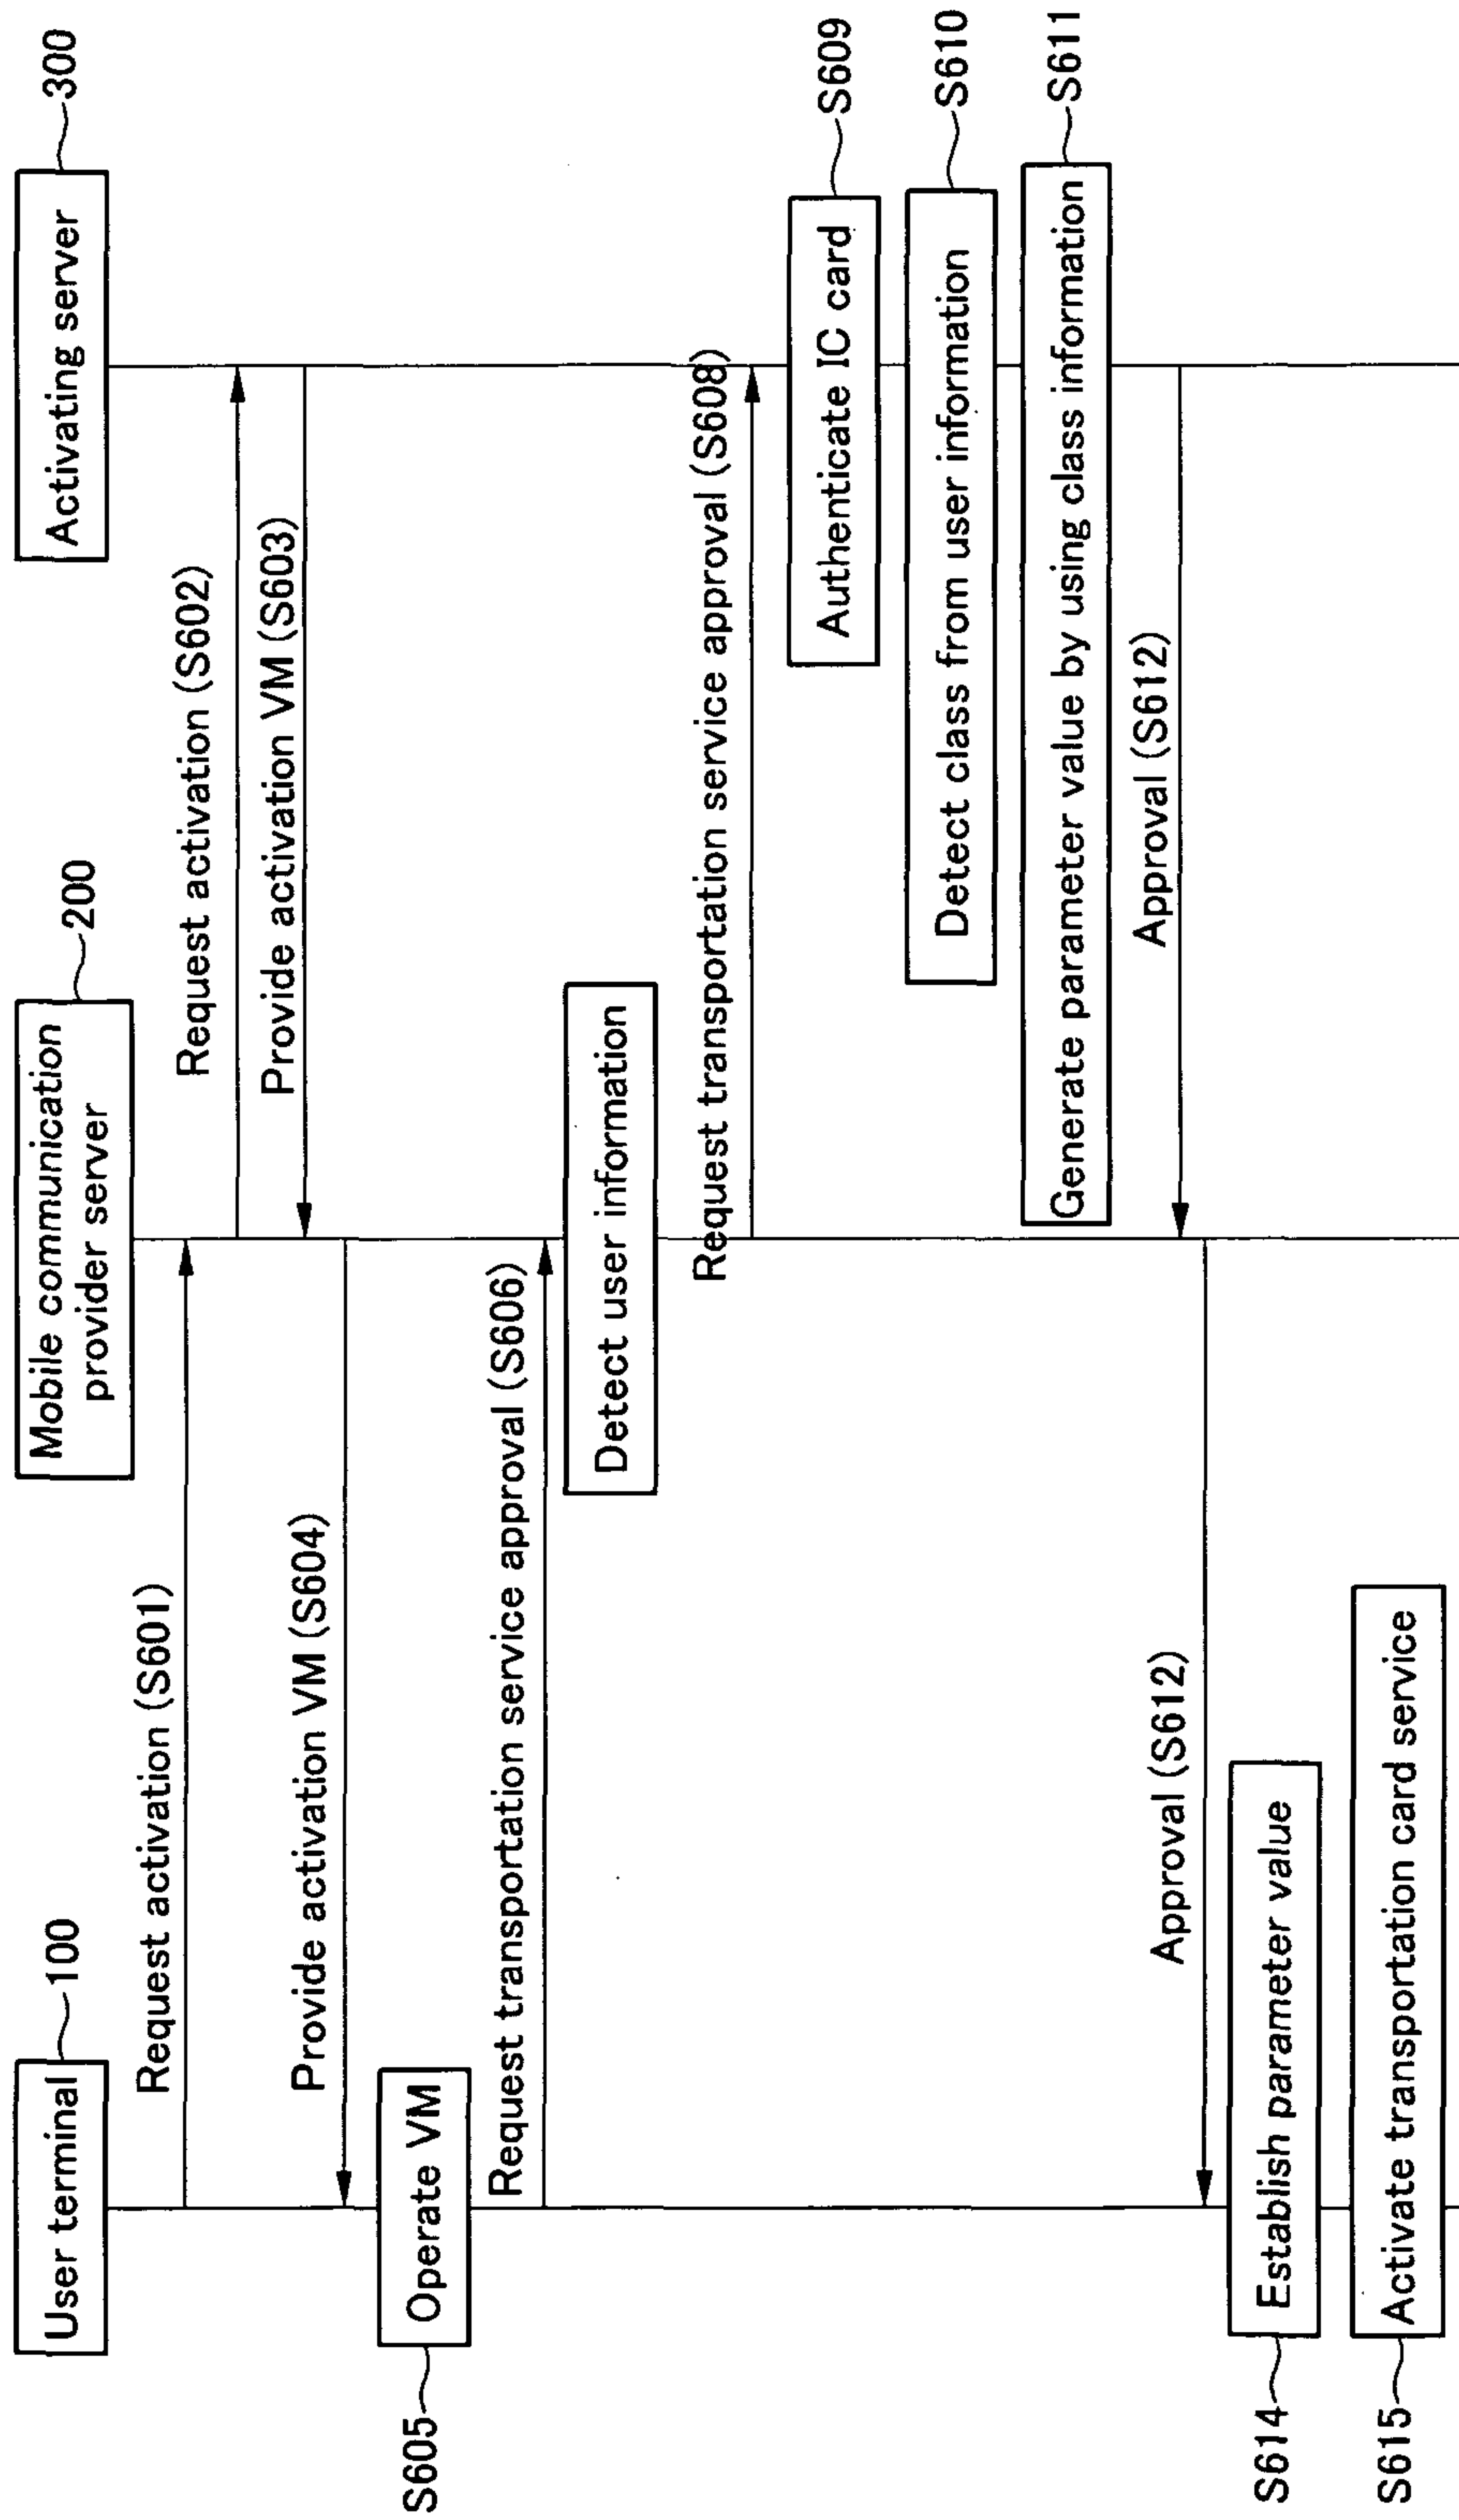 User terminal
100
Mobile communication
provider server
200
Activating server
300
Request activation (S601)
Request activation (S602)
Provide activation VM (S603)
Provide activation VM (S604)
S605
Operate VM
Request transportation service approval (S606)
Detect user information
Request transportation service approval (S608)
Authenticate IC card
S609
Detect class from user information
S610
Generate parameter value by using class information
S611
Approval (S612)
Approval (S612)
S614
Establish parameter value
S615
Activate transportation card service